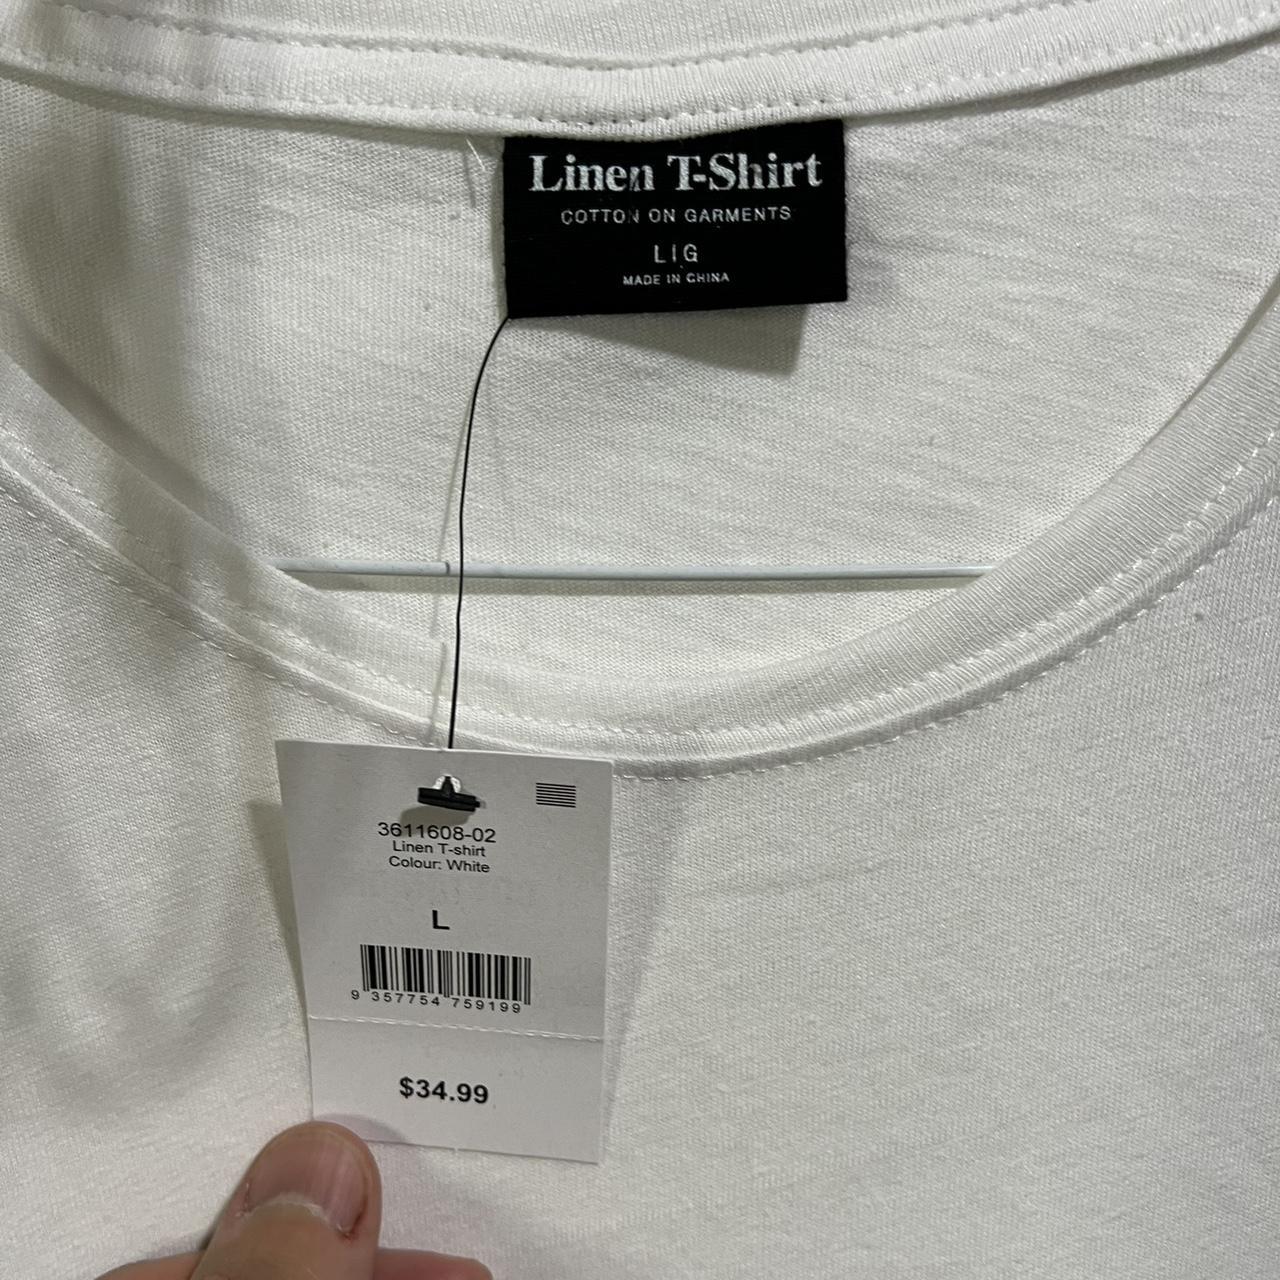 Linen T-Shirt
COTTON ON GARMENTS
L|G
MADE IN CHINA
3611608-02
Linen T-shirt
Colour: White
L
9 357754 759199
$34.99